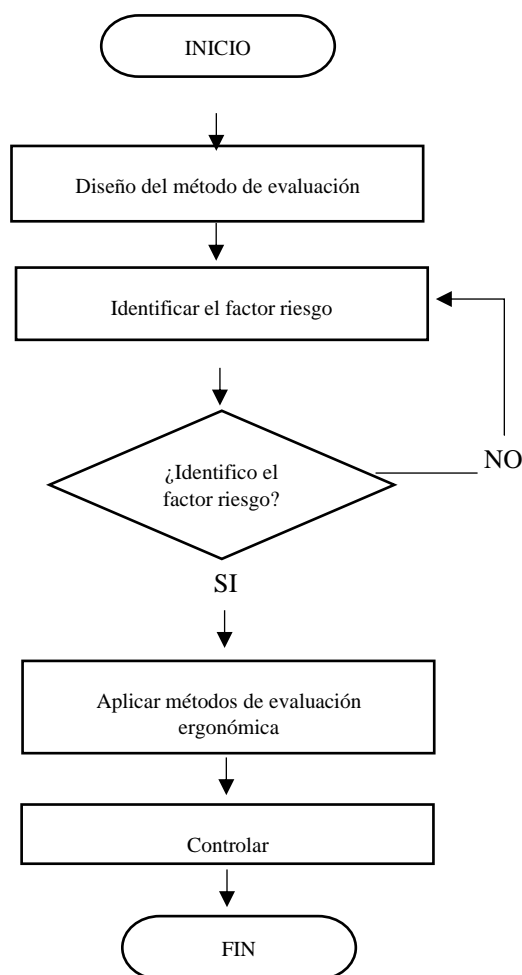 INICIO
Diseño del método de evaluación
Identificar el factor riesgo
¿Identifico el
factor riesgo?
NO
SI
Aplicar métodos de evaluación
ergonómica
Controlar
FIN